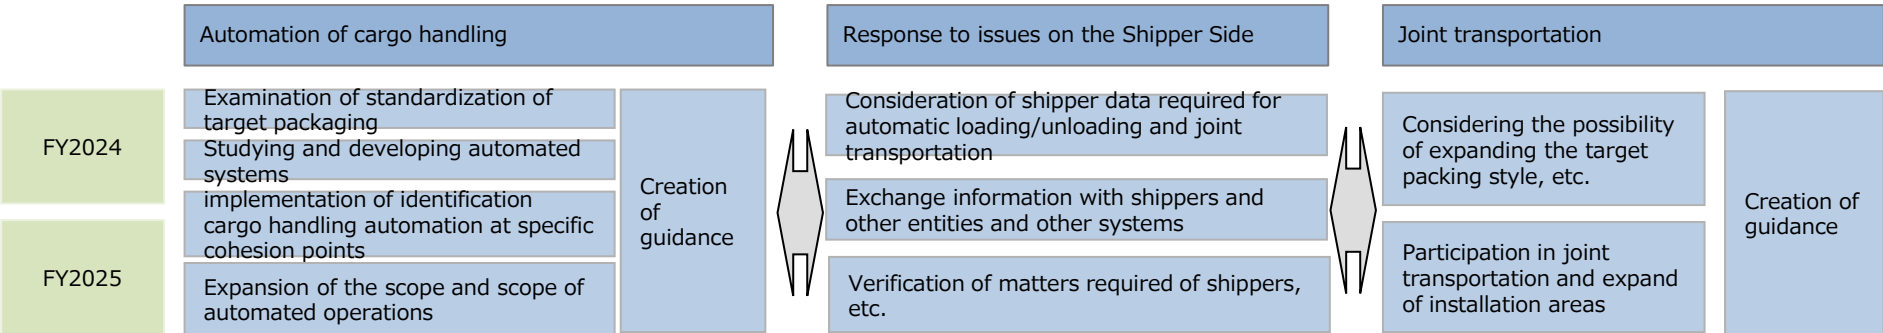 Automation of cargo handling
Response to issues on the Shipper Side
Joint transportation
FY2024
FY2025
Examination of standardization of
target packaging
Studying and developing automated
systems
implementation of identification
cargo handling automation at specific
cohesion points
Expansion of the scope and scope of
automated operations
Creation
of
guidance
Consideration of shipper data required for
automatic loading/unloading and joint
transportation
Exchange information with shippers and
other entities and other systems
Verification of matters required of shippers,
etc.
Considering the possibility
of expanding the target
packing style, etc.
Participation in joint
transportation and expand
of installation areas
Creation of
guidance